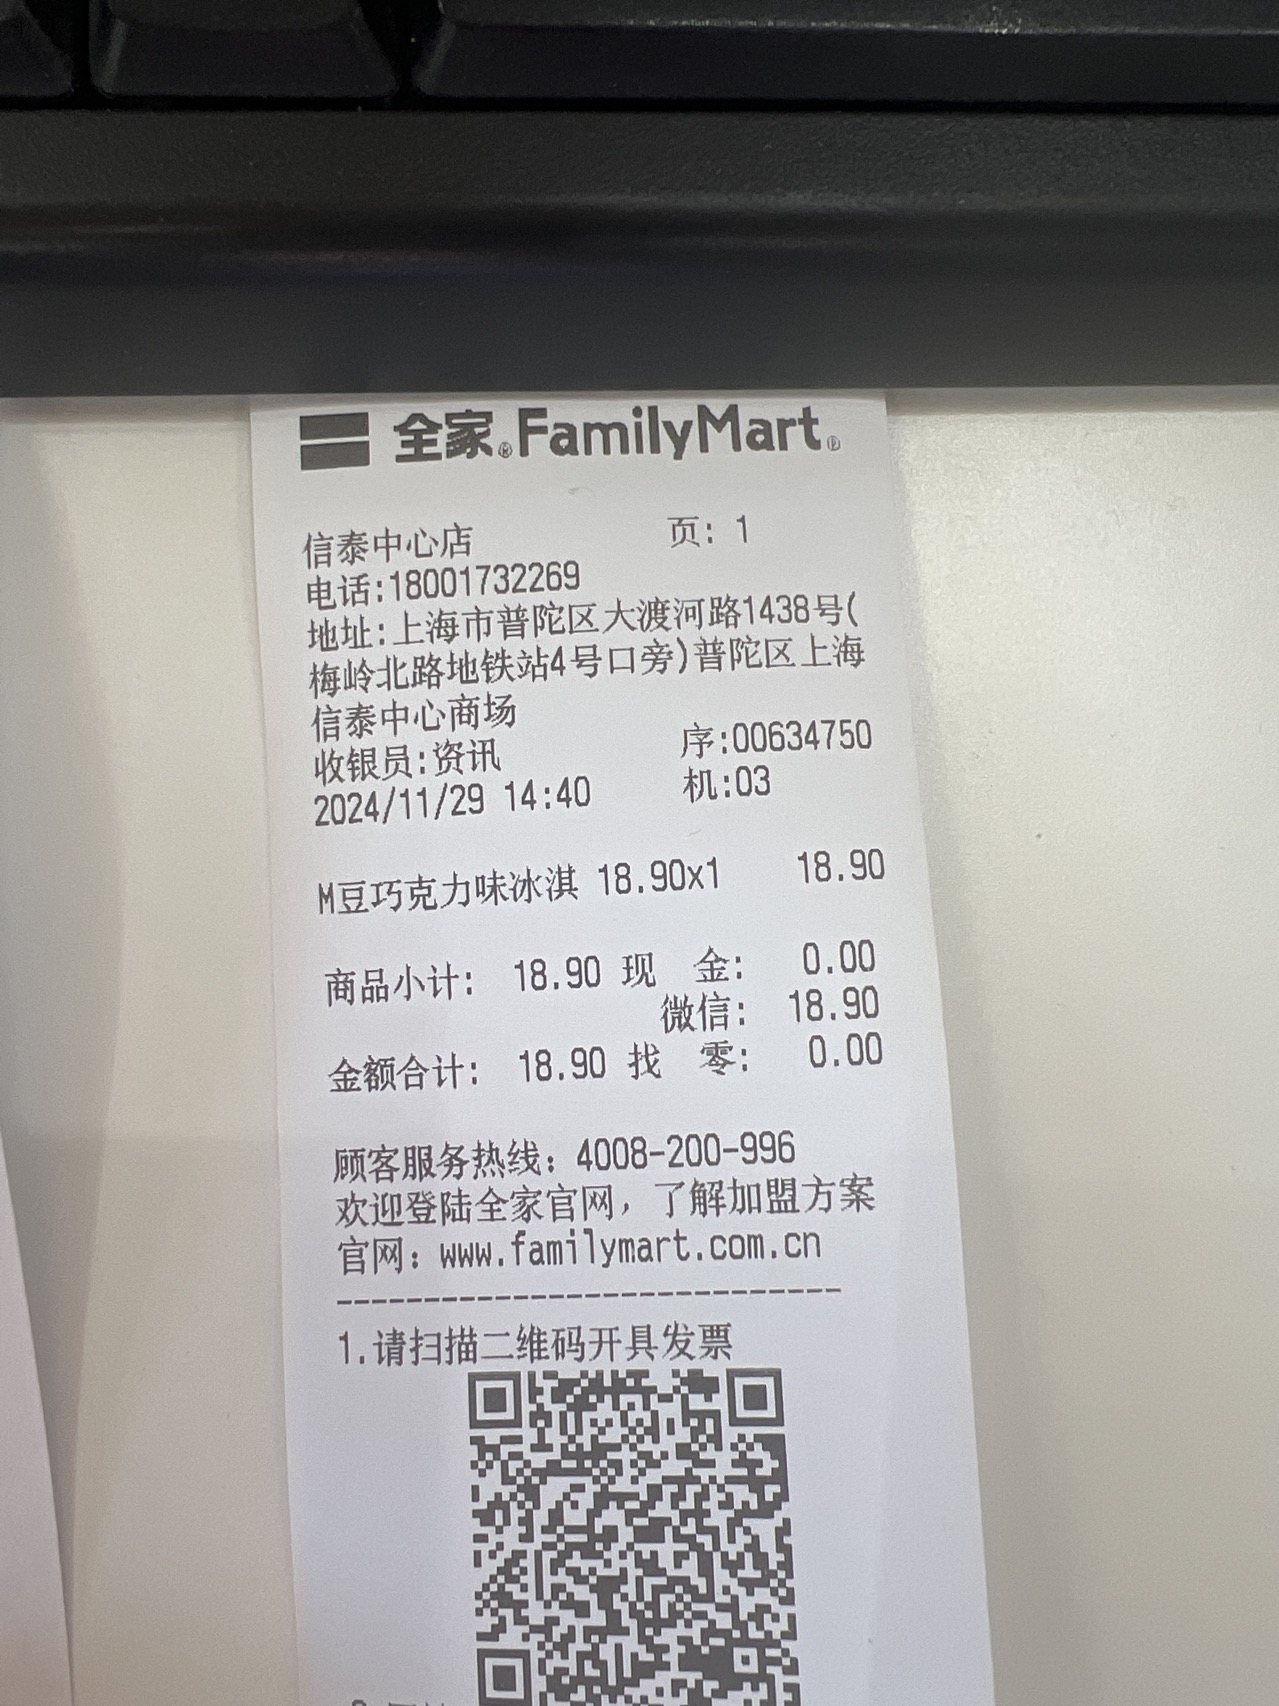 全家®FamilyMart®
信泰中心店 页: 1
电话:18001732269
地址:上海市普陀区大渡河路1438号(
梅岭北路地铁站4号口旁)普陀区上海
信泰中心商场
收银员:资讯 序:00634750
2024/11/29 14:40 机:03
M豆巧克力味冰淇 18.90x1 18.90
商品小计: 18.90 现 金: 0.00
微信: 18.90
金额合计: 18.90 找 零: 0.00
顾客服务热线: 4008-200-996
欢迎登陆全家官网, 了解加盟方案
官网: www.familymart.com.cn
---------------------------
1.请扫描二维码开具发票